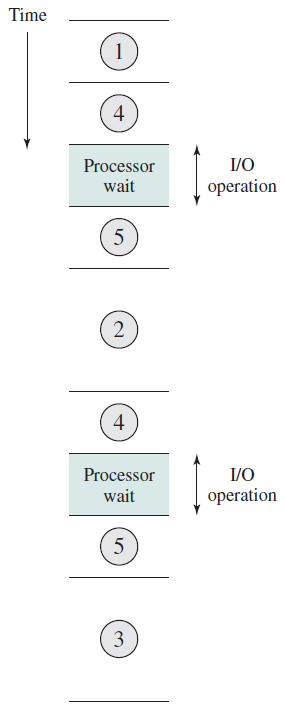 Time
1
4
Processor
wait
I/O
operation
5
2
4
Processor
wait
I/O
operation
5
3